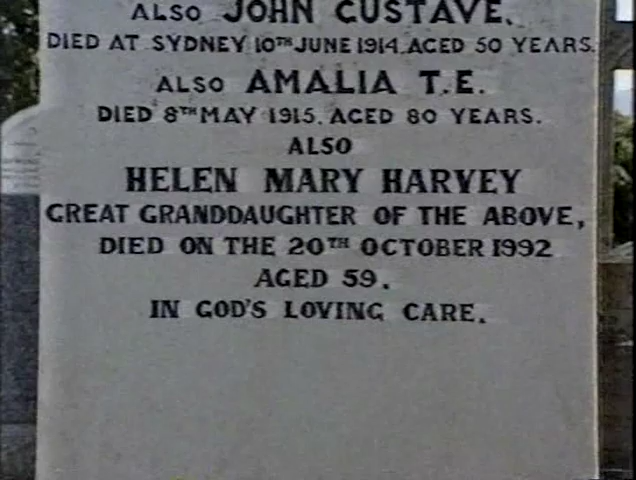 ALSO JOHN GUSTAVE.
DIED AT SYDNEY 10TH JUNE 1914. AGED 50 YEARS.
ALSO AMALIA T.E.
DIED 8TH MAY 1915. AGED 80 YEARS.
ALSO
HELEN MARY HARVEY
GREAT GRANDDAUGHTER OF THE ABOVE,
DIED ON THE 20TH OCTOBER 1992
AGED 59.
IN GOD'S LOVING CARE.